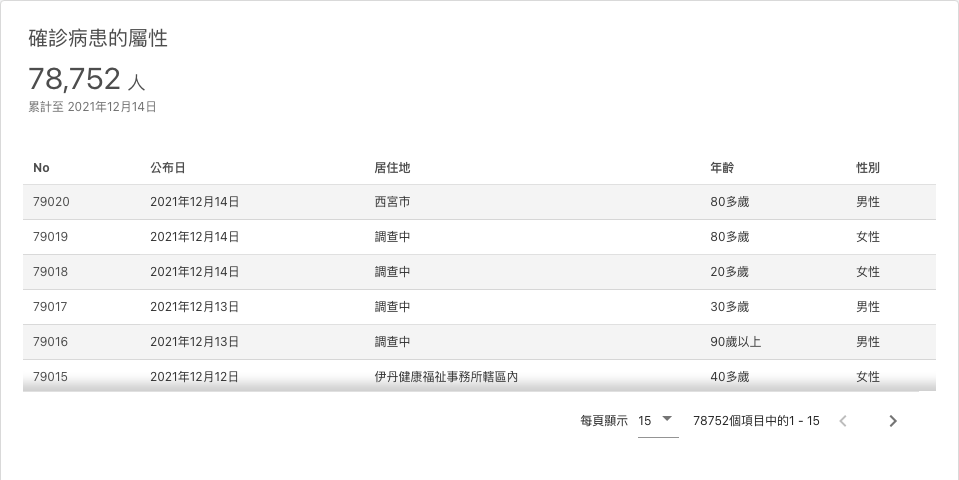 確診病患的屬性
78,752 人
累計至 2021年12月14日
No 公布日 居住地 年齢 性別
79020 2021年12月14日 西宮市 80多歲 男性
79019 2021年12月14日 調查中 80多歲 女性
79018 2021年12月14日 調查中 20多歲 女性
79017 2021年12月13日 調查中 30多歲 男性
79016 2021年12月13日 調查中 90歲以上 男性
79015 2021年12月12日 伊丹健康福祉事務所轄區內 40多歲 女性
每頁顯示 15 78752個項目中的1 - 15